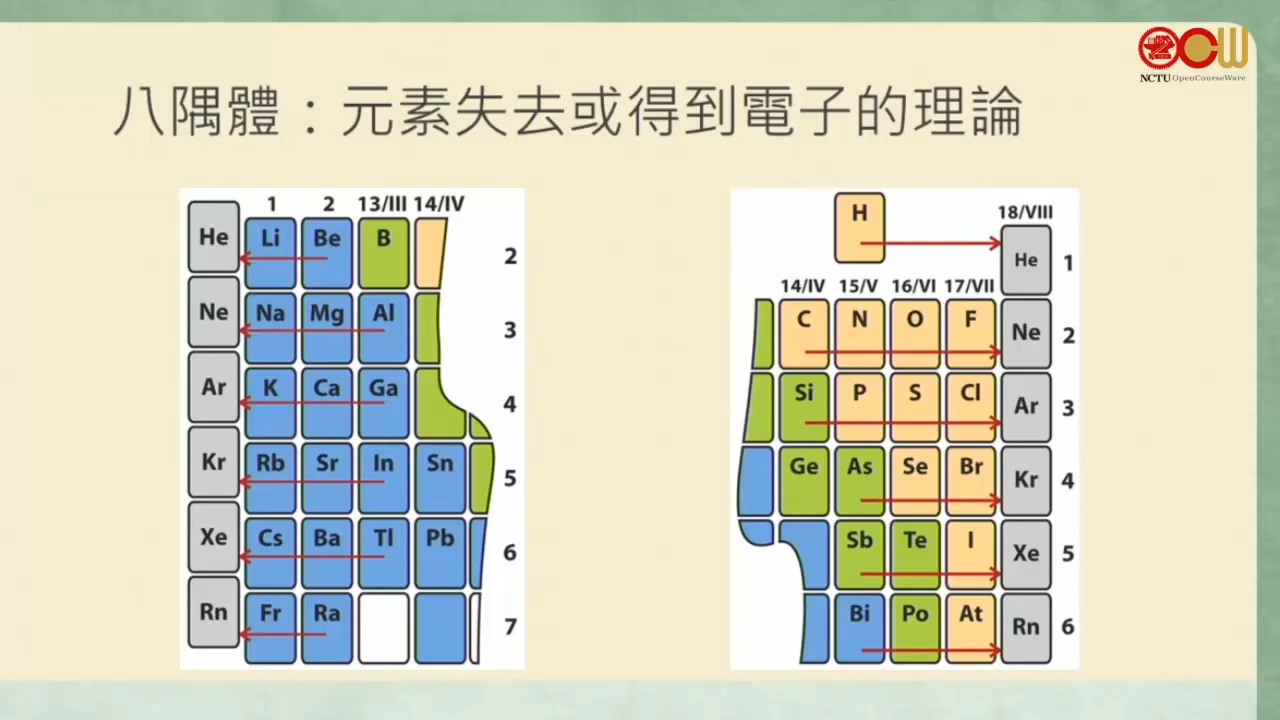 NCTU OpenCourseWare
八隅體：元素失去或得到電子的理論
1 2 13/III 14/IV
He Li Be B 2
Ne Na Mg Al 3
Ar K Ca Ga 4
Kr Rb Sr In Sn 5
Xe Cs Ba Tl Pb 6
Rn Fr Ra 7
H 18/VIII
He 1
14/IV 15/V 16/VI 17/VII
C N O F Ne 2
Si P S Cl Ar 3
Ge As Se Br Kr 4
Sb Te I Xe 5
Bi Po At Rn 6